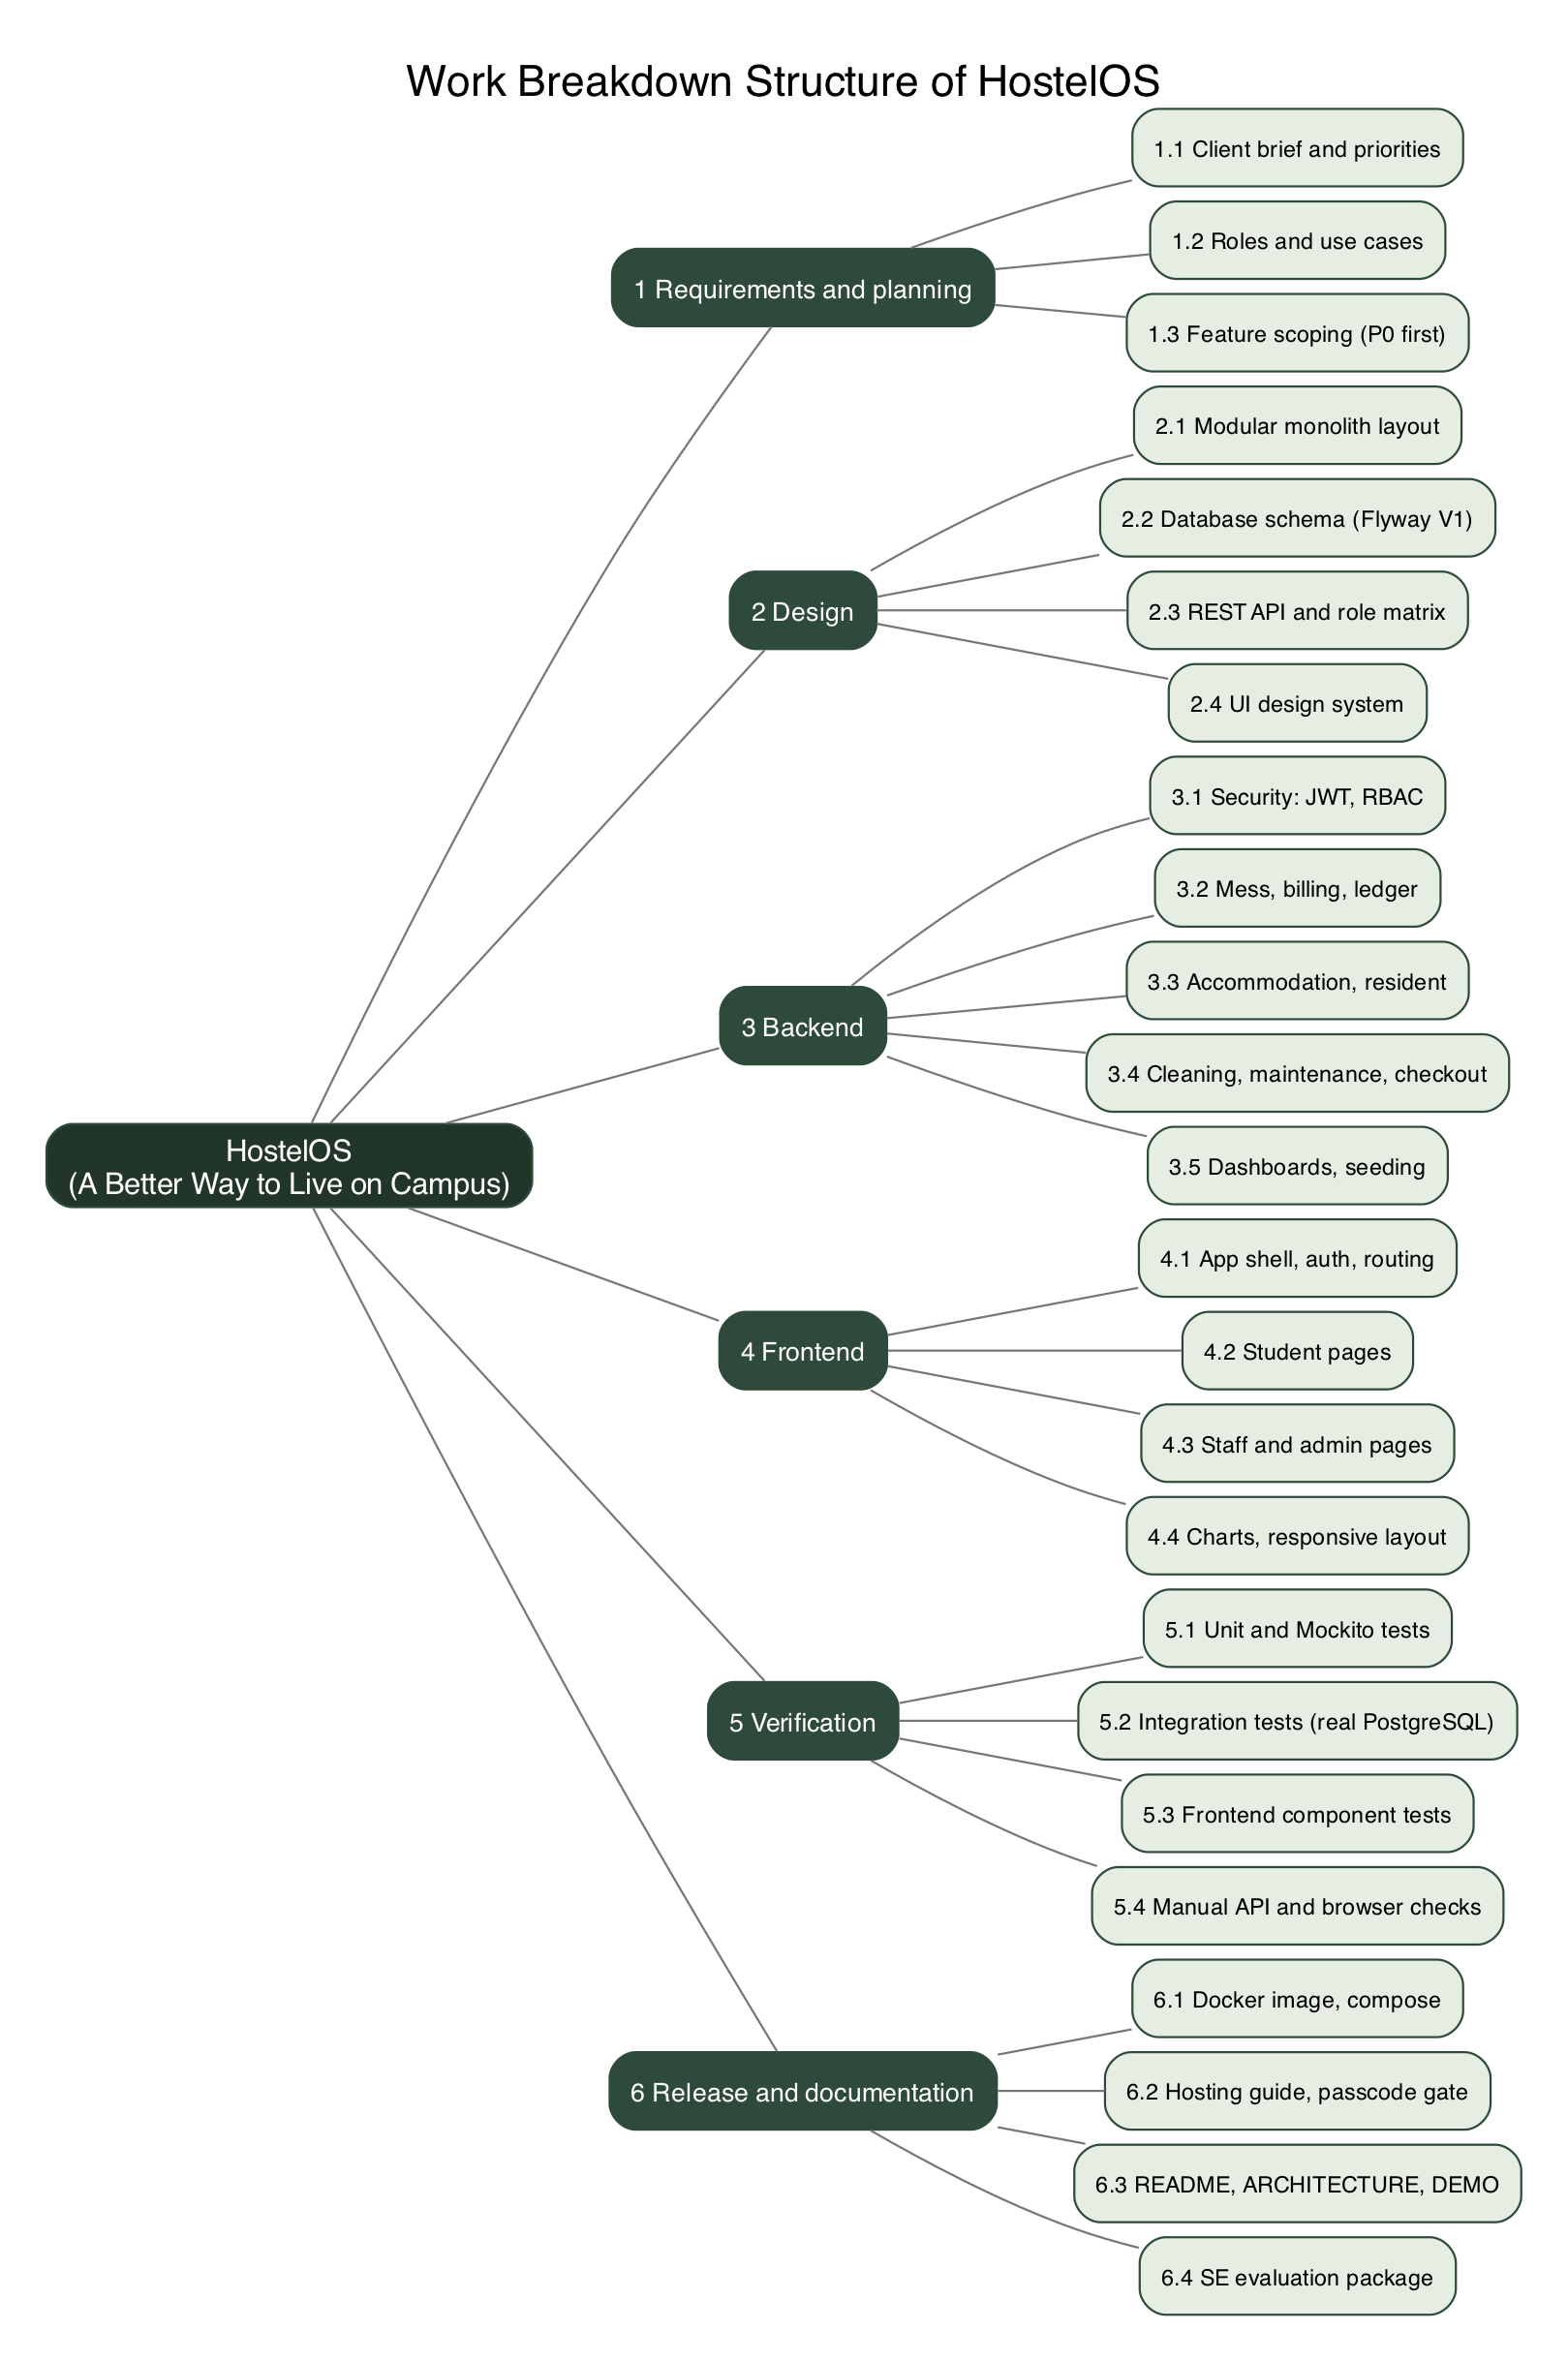 Work Breakdown Structure of HostelOS
HostelOS
(A Better Way to Live on Campus)
1 Requirements and planning
1.1 Client brief and priorities
1.2 Roles and use cases
1.3 Feature scoping (P0 first)
2 Design
2.1 Modular monolith layout
2.2 Database schema (Flyway V1)
2.3 REST API and role matrix
2.4 UI design system
3 Backend
3.1 Security: JWT, RBAC
3.2 Mess, billing, ledger
3.3 Accommodation, resident
3.4 Cleaning, maintenance, checkout
3.5 Dashboards, seeding
4 Frontend
4.1 App shell, auth, routing
4.2 Student pages
4.3 Staff and admin pages
4.4 Charts, responsive layout
5 Verification
5.1 Unit and Mockito tests
5.2 Integration tests (real PostgreSQL)
5.3 Frontend component tests
5.4 Manual API and browser checks
6 Release and documentation
6.1 Docker image, compose
6.2 Hosting guide, passcode gate
6.3 README, ARCHITECTURE, DEMO
6.4 SE evaluation package